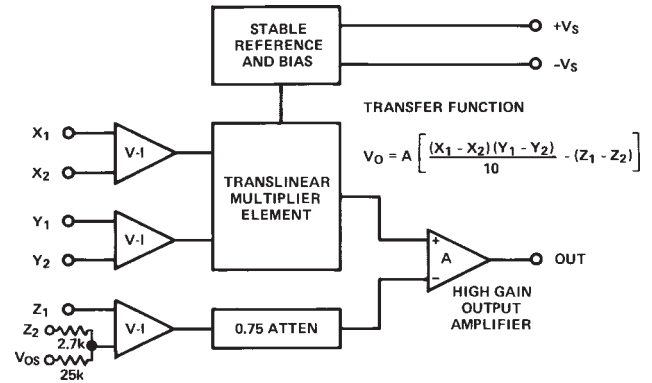 STABLE
REFERENCE
AND BIAS
+VS
−VS
TRANSFER FUNCTION
VO = A [ (X1 − X2) (Y1 − Y2) / 10 − (Z1 − Z2) ]
X1
X2
V-I
TRANSLINEAR
MULTIPLIER
ELEMENT
Y1
Y2
V-I
+
A
−
OUT
HIGH GAIN
OUTPUT
AMPLIFIER
Z1
Z2
2.7k
VOS
25k
V-I
0.75 ATTEN